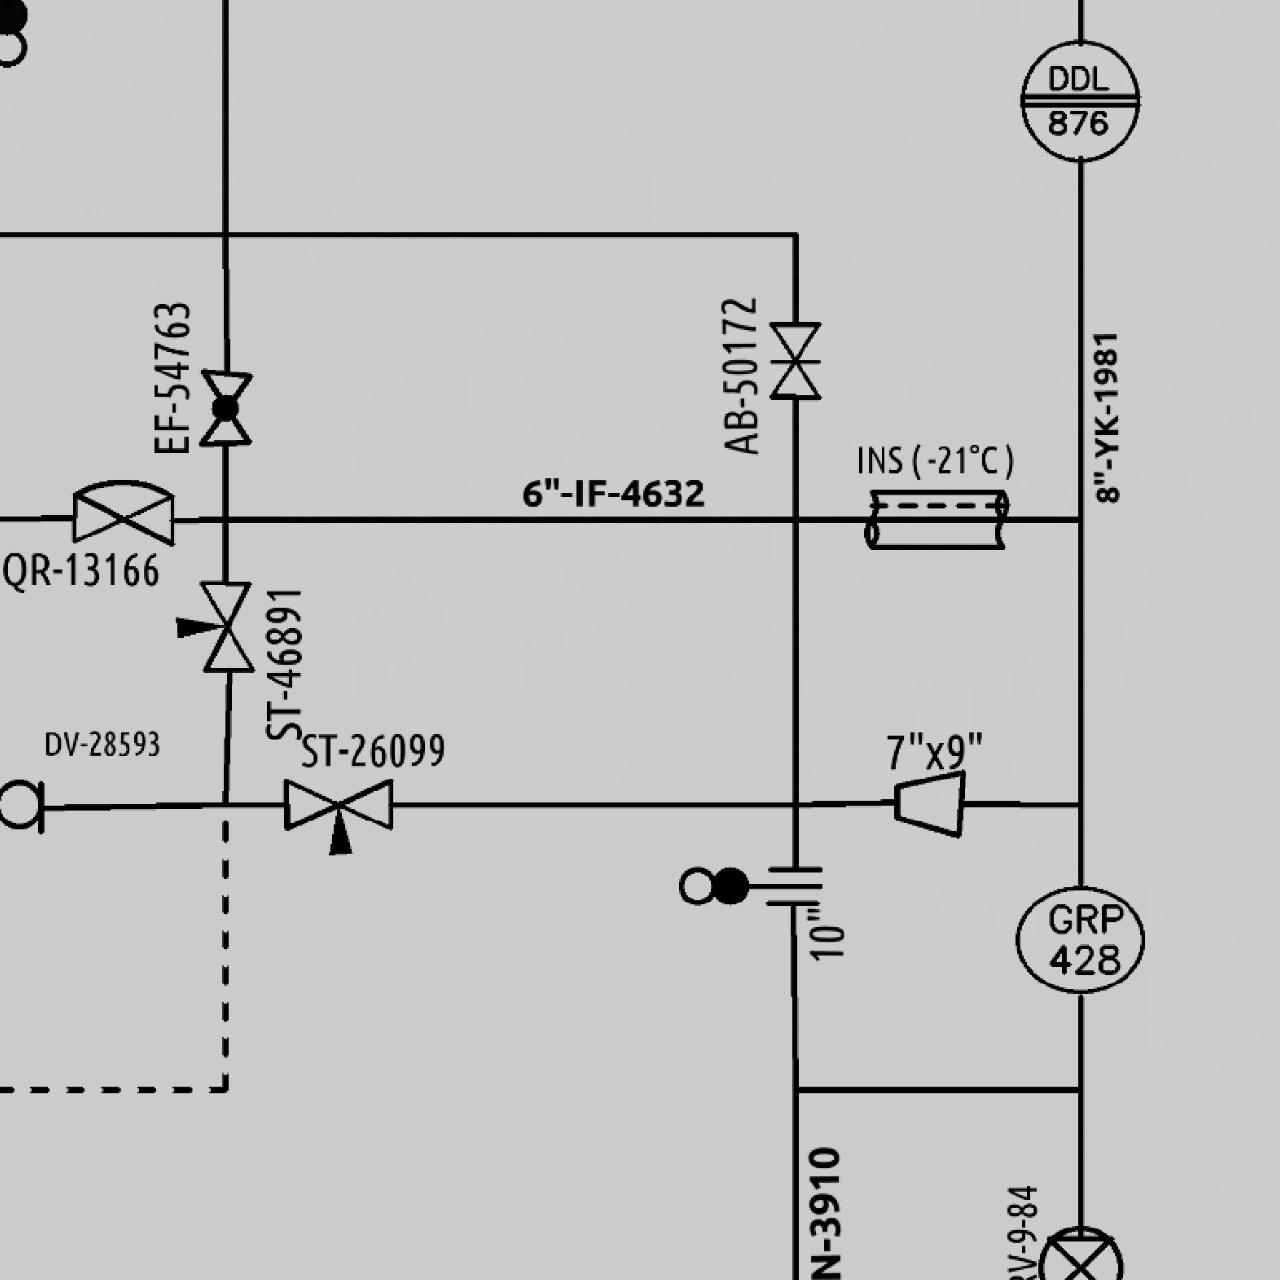 DDL
876
EF-54763
AB-50172
8"-YK-1981
INS ( -21°C )
6"-IF-4632
QR-13166
ST-46891
DV-28593
ST-26099
7"x9"
10"
GRP
428
N-3910
RV-9-84